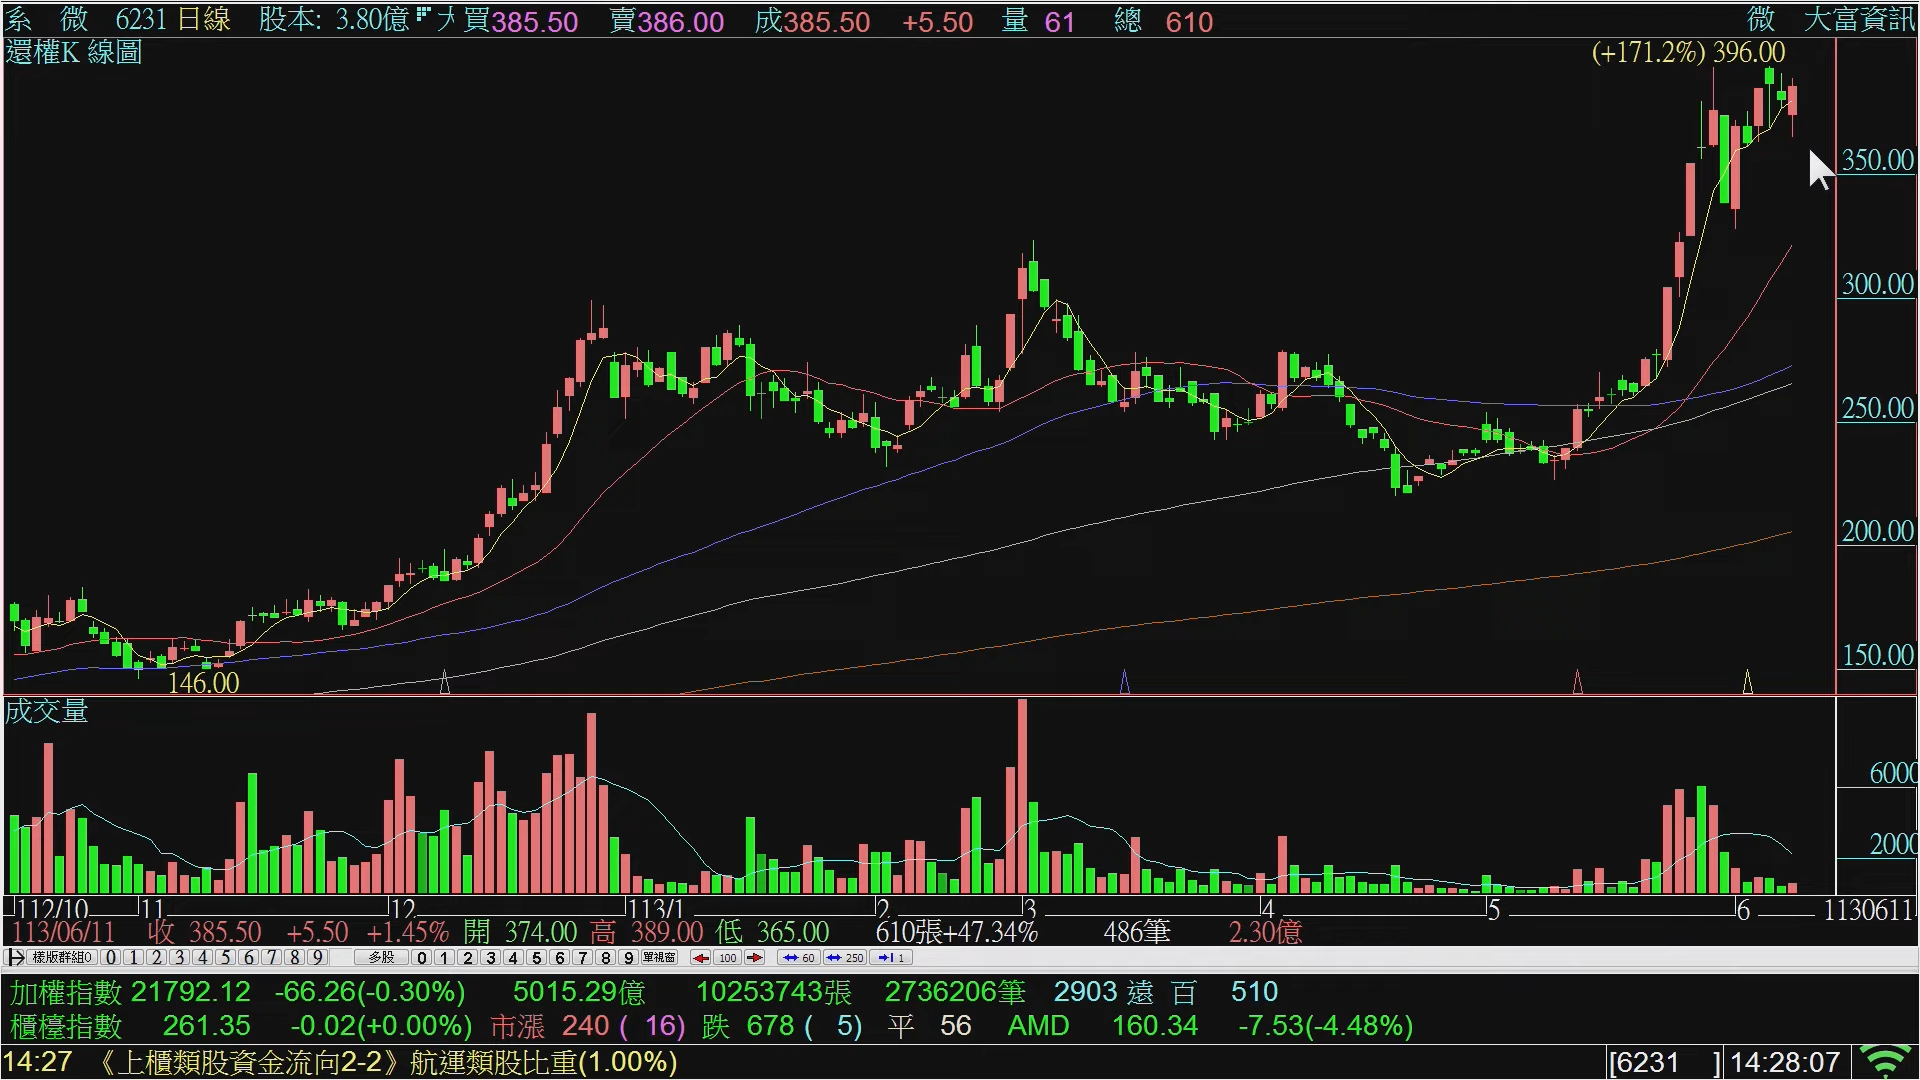 系 微 6231 日線 股本: 3.80億 買385.50 賣386.00 成385.50 +5.50 量 61 總 610 微 大富資訊
還權K 線圖
(+171.2%) 396.00
350.00
300.00
250.00
200.00
150.00
146.00
成交量
6000
2000
112/10 11 12 113/1 2 3 4 5 6 1130611
113/06/11 收 385.50 +5.50 +1.45% 開 374.00 高 389.00 低 365.00 610張+47.34% 486筆 2.30億
樣版群組0 0 1 2 3 4 5 6 7 8 9 多股 0 1 2 3 4 5 6 7 8 9 單視窗 100 60 250 1
加權指數 21792.12 -66.26(-0.30%) 5015.29億 10253743張 2736206筆 2903 遠 百 510
櫃檯指數 261.35 -0.02(+0.00%) 市漲 240 ( 16) 跌 678 ( 5) 平 56 AMD 160.34 -7.53(-4.48%)
14:27 《上櫃類股資金流向2-2》航運類股比重(1.00%) [6231 ] 14:28:07